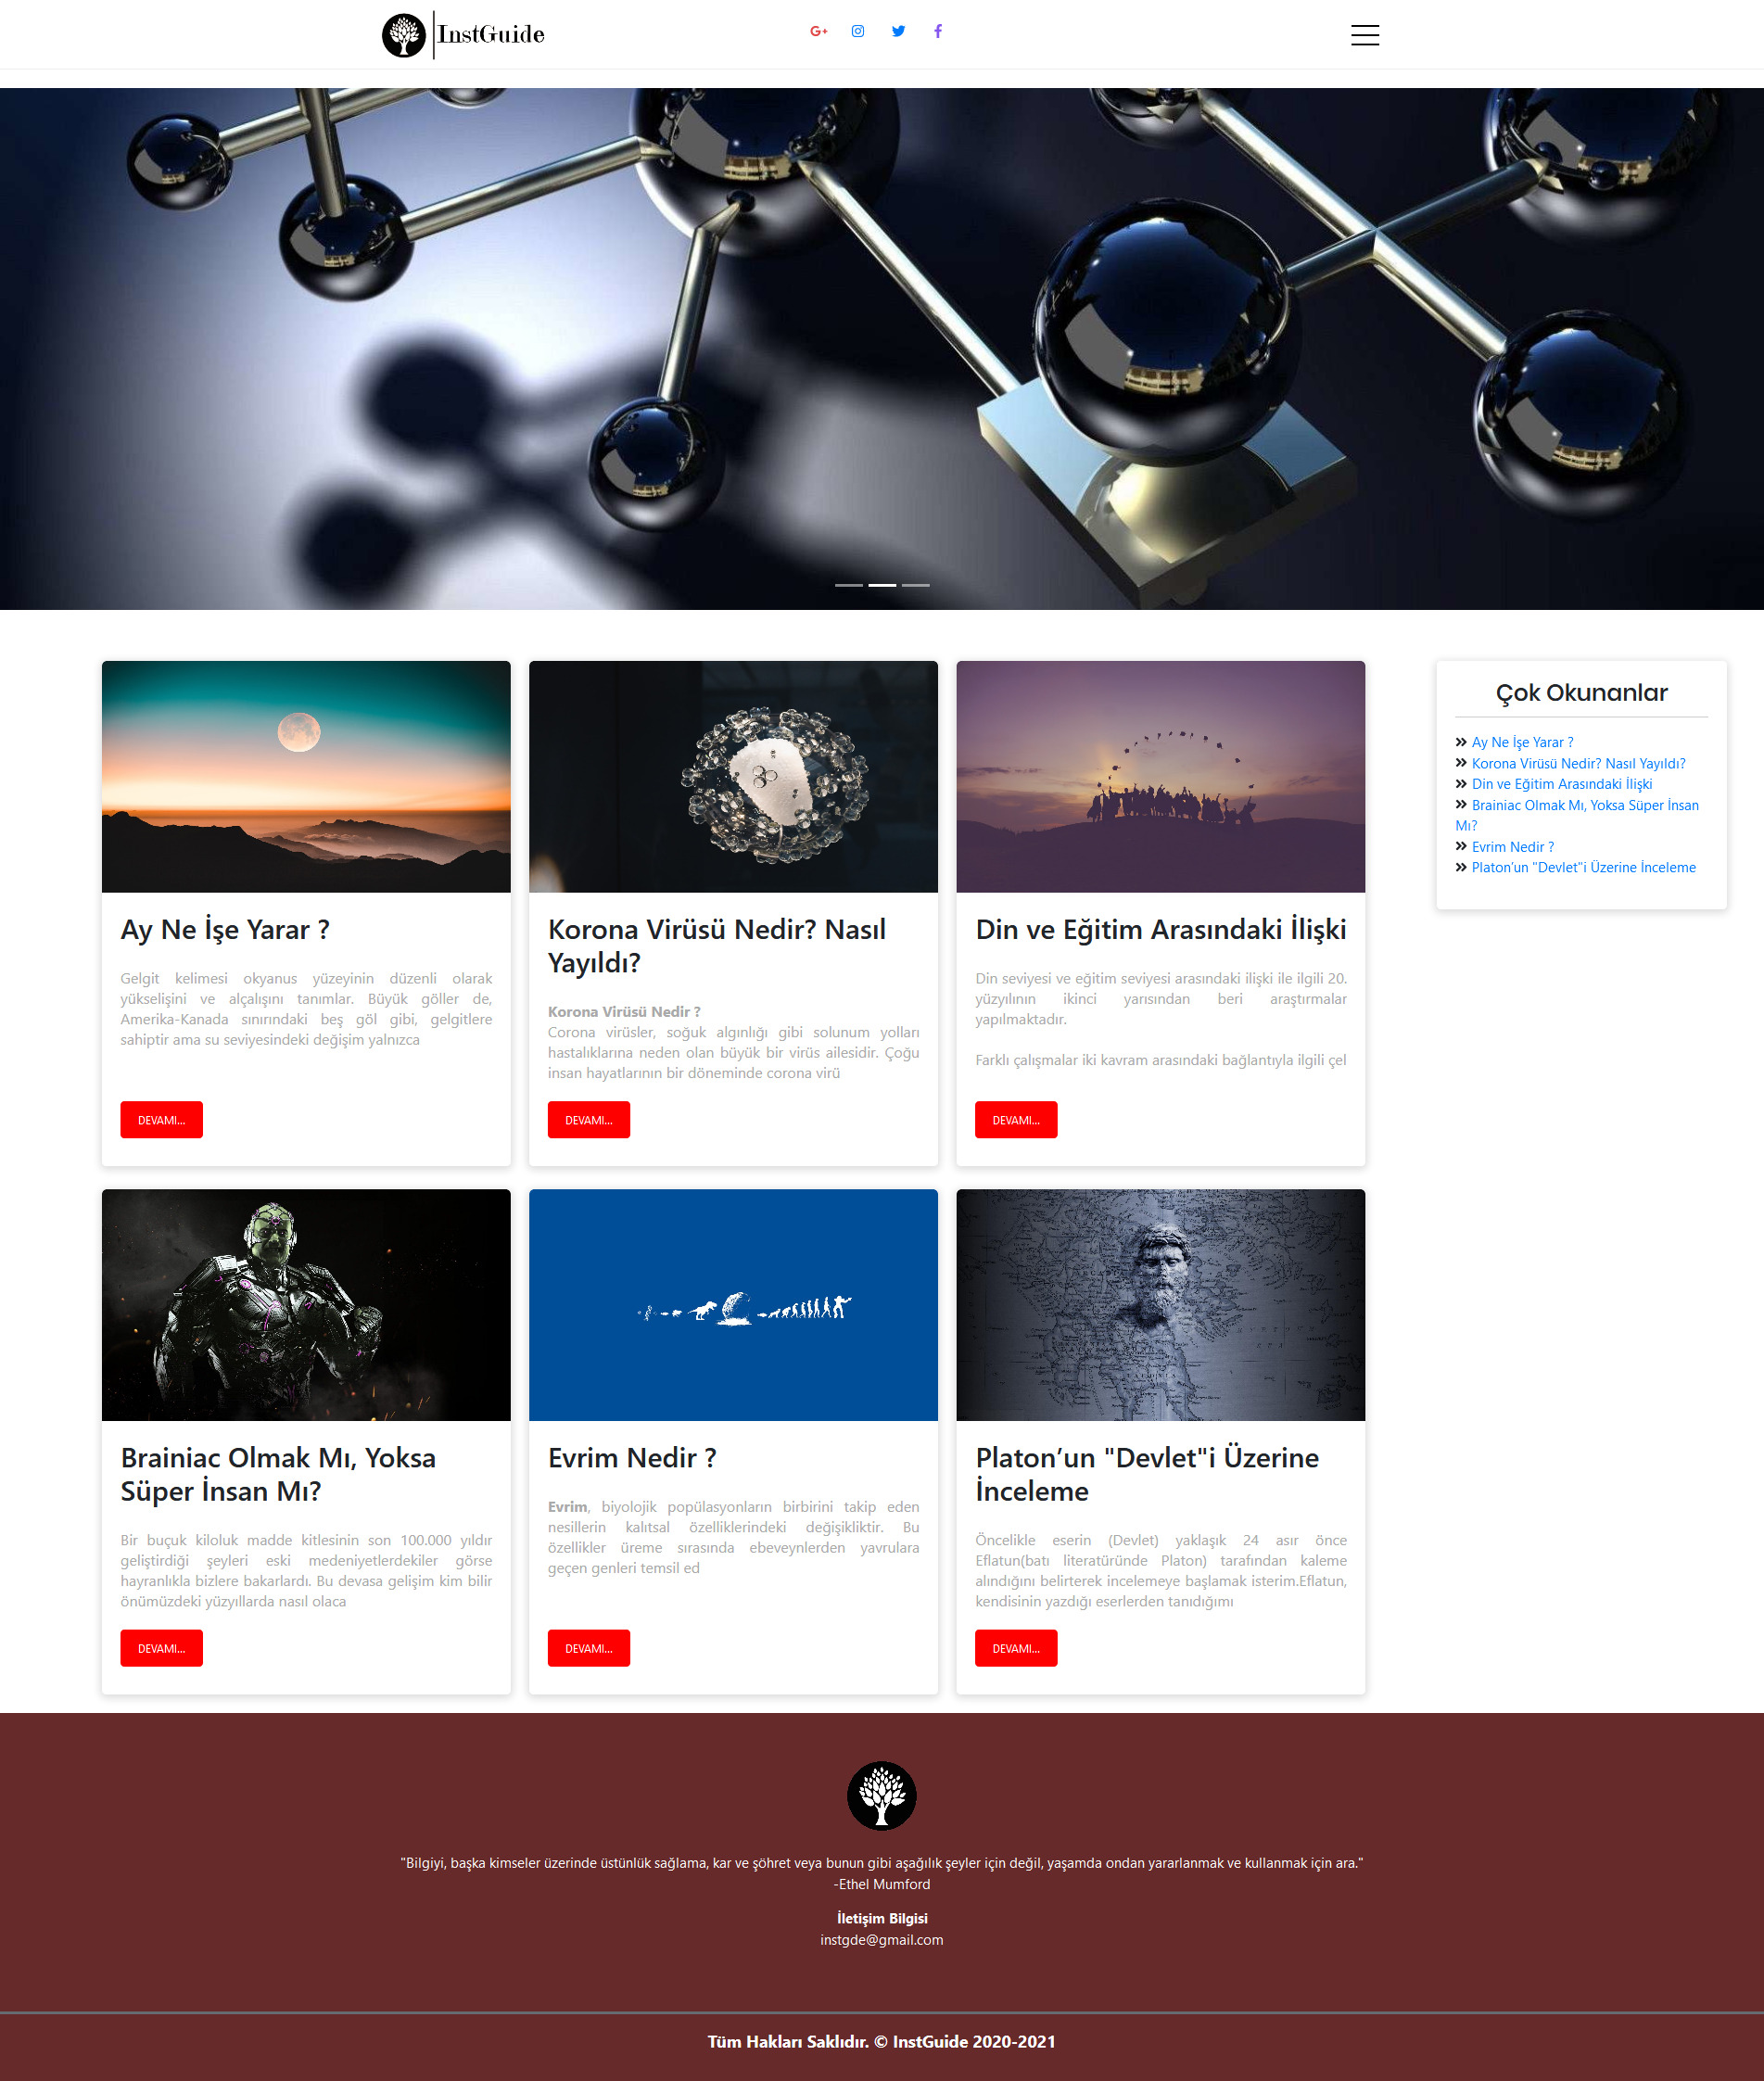 InstGuide
Ay Ne İşe Yarar ?
Gelgit kelimesi okyanus yüzeyinin düzenli olarak
yükselişini ve alçalışını tanımlar. Büyük göller de,
Amerika-Kanada sınırındaki beş göl gibi, gelgitlere
sahiptir ama su seviyesindeki değişim yalnızca
DEVAMI...
Korona Virüsü Nedir? Nasıl
Yayıldı?
Korona Virüsü Nedir ?
Corona virüsler, soğuk algınlığı gibi solunum yolları
hastalıklarına neden olan büyük bir virüs ailesidir. Çoğu
insan hayatlarının bir döneminde corona virü
DEVAMI...
Din ve Eğitim Arasındaki İlişki
Din seviyesi ve eğitim seviyesi arasındaki ilişki ile ilgili 20.
yüzyılının ikinci yarısından beri araştırmalar
yapılmaktadır.
Farklı çalışmalar iki kavram arasındaki bağlantıyla ilgili çel
DEVAMI...
Çok Okunanlar
Ay Ne İşe Yarar ?
Korona Virüsü Nedir? Nasıl Yayıldı?
Din ve Eğitim Arasındaki İlişki
Brainiac Olmak Mı, Yoksa Süper İnsan
Mı?
Evrim Nedir ?
Platon’un "Devlet"i Üzerine İnceleme
Brainiac Olmak Mı, Yoksa
Süper İnsan Mı?
Bir buçuk kiloluk madde kitlesinin son 100.000 yıldır
geliştirdiği şeyleri eski medeniyetlerdekiler görse
hayranlıkla bizlere bakarlardı. Bu devasa gelişim kim bilir
önümüzdeki yüzyıllarda nasıl olaca
DEVAMI...
Evrim Nedir ?
Evrim, biyolojik popülasyonların birbirini takip eden
nesillerin kalıtsal özelliklerindeki değişikliktir. Bu
özellikler üreme sırasında ebeveynlerden yavrulara
geçen genleri temsil ed
DEVAMI...
Platon’un "Devlet"i Üzerine
İnceleme
Öncelikle eserin (Devlet) yaklaşık 24 asır önce
Eflatun(batı literatüründe Platon) tarafından kaleme
alındığını belirterek incelemeye başlamak isterim.Eflatun,
kendisinin yazdığı eserlerden tanıdığımı
DEVAMI...
"Bilgiyi, başka kimseler üzerinde üstünlük sağlama, kar ve şöhret veya bunun gibi aşağılık şeyler için değil, yaşamda ondan yararlanmak ve kullanmak için ara."
-Ethel Mumford
İletişim Bilgisi
instgde@gmail.com
Tüm Hakları Saklıdır. © InstGuide 2020-2021